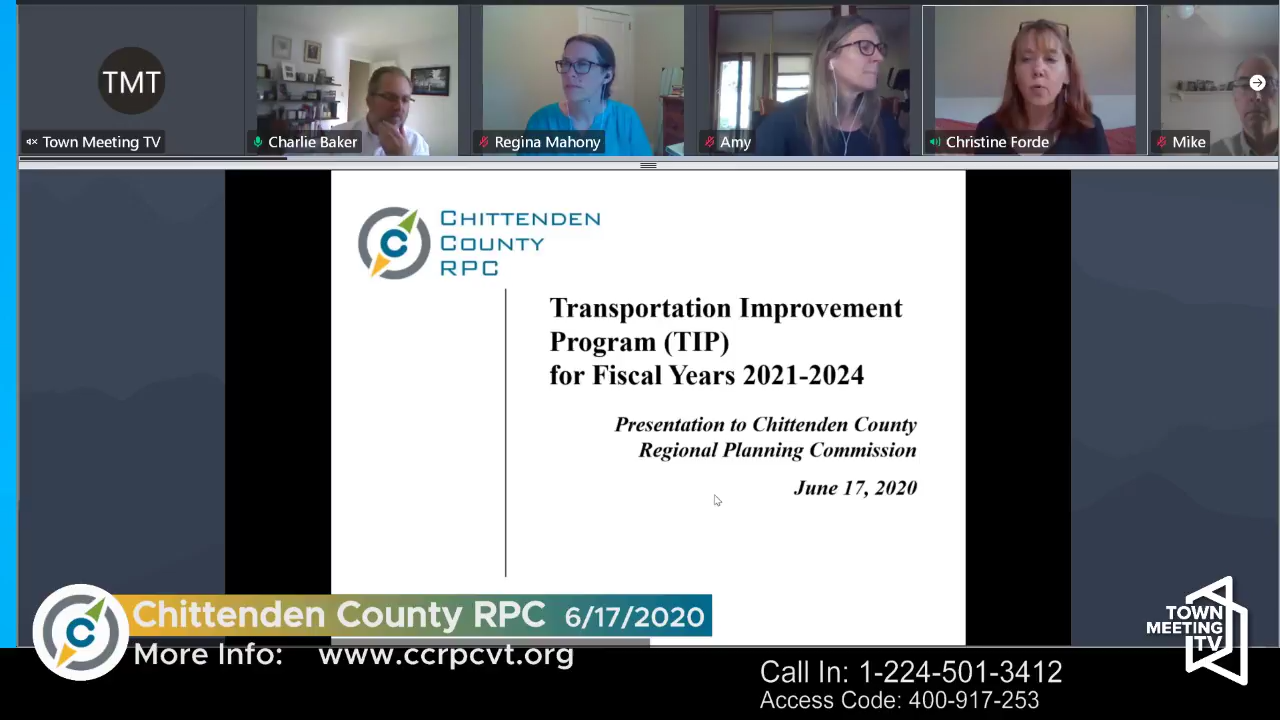 TMT
Town Meeting TV
Charlie Baker
Regina Mahony
Amy
Christine Forde
Mike
C
CHITTENDEN
COUNTY
RPC
Transportation Improvement
Program (TIP)
for Fiscal Years 2021-2024
Presentation to Chittenden County
Regional Planning Commission
June 17, 2020
C
Chittenden County RPC 6/17/2020
More Info: www.ccrpcvt.org
TOWN
MEETING
TV
Call In: 1-224-501-3412
Access Code: 400-917-253